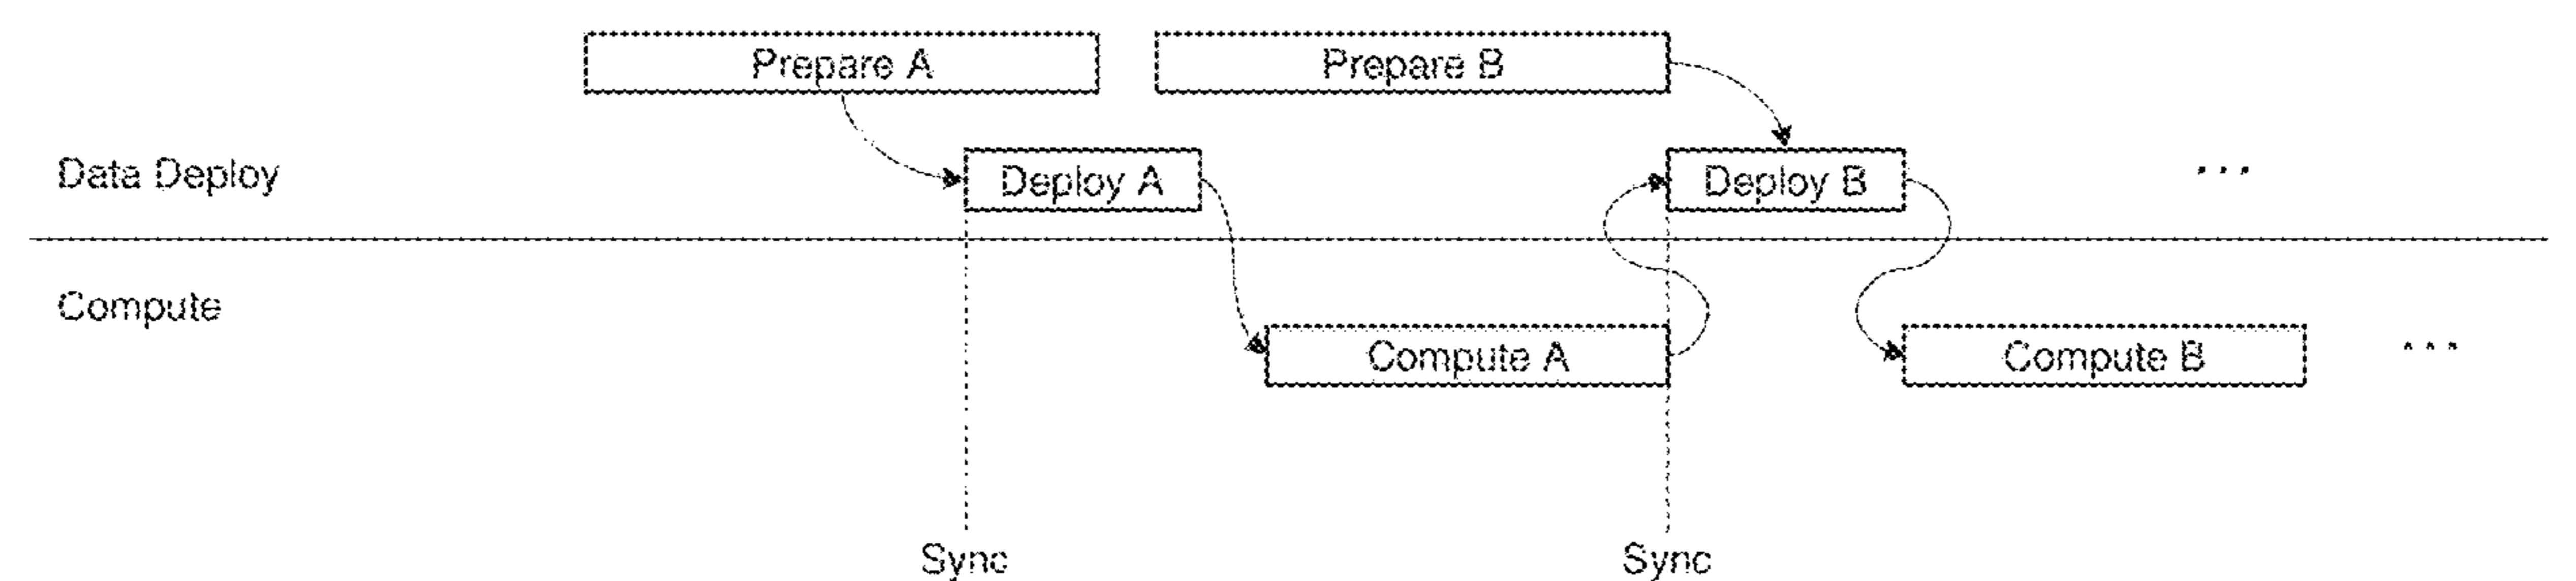 Prepare A
Prepare B
Data Deploy
Deploy A
Deploy B
...
Compute
Compute A
Compute B
...
Sync
Sync